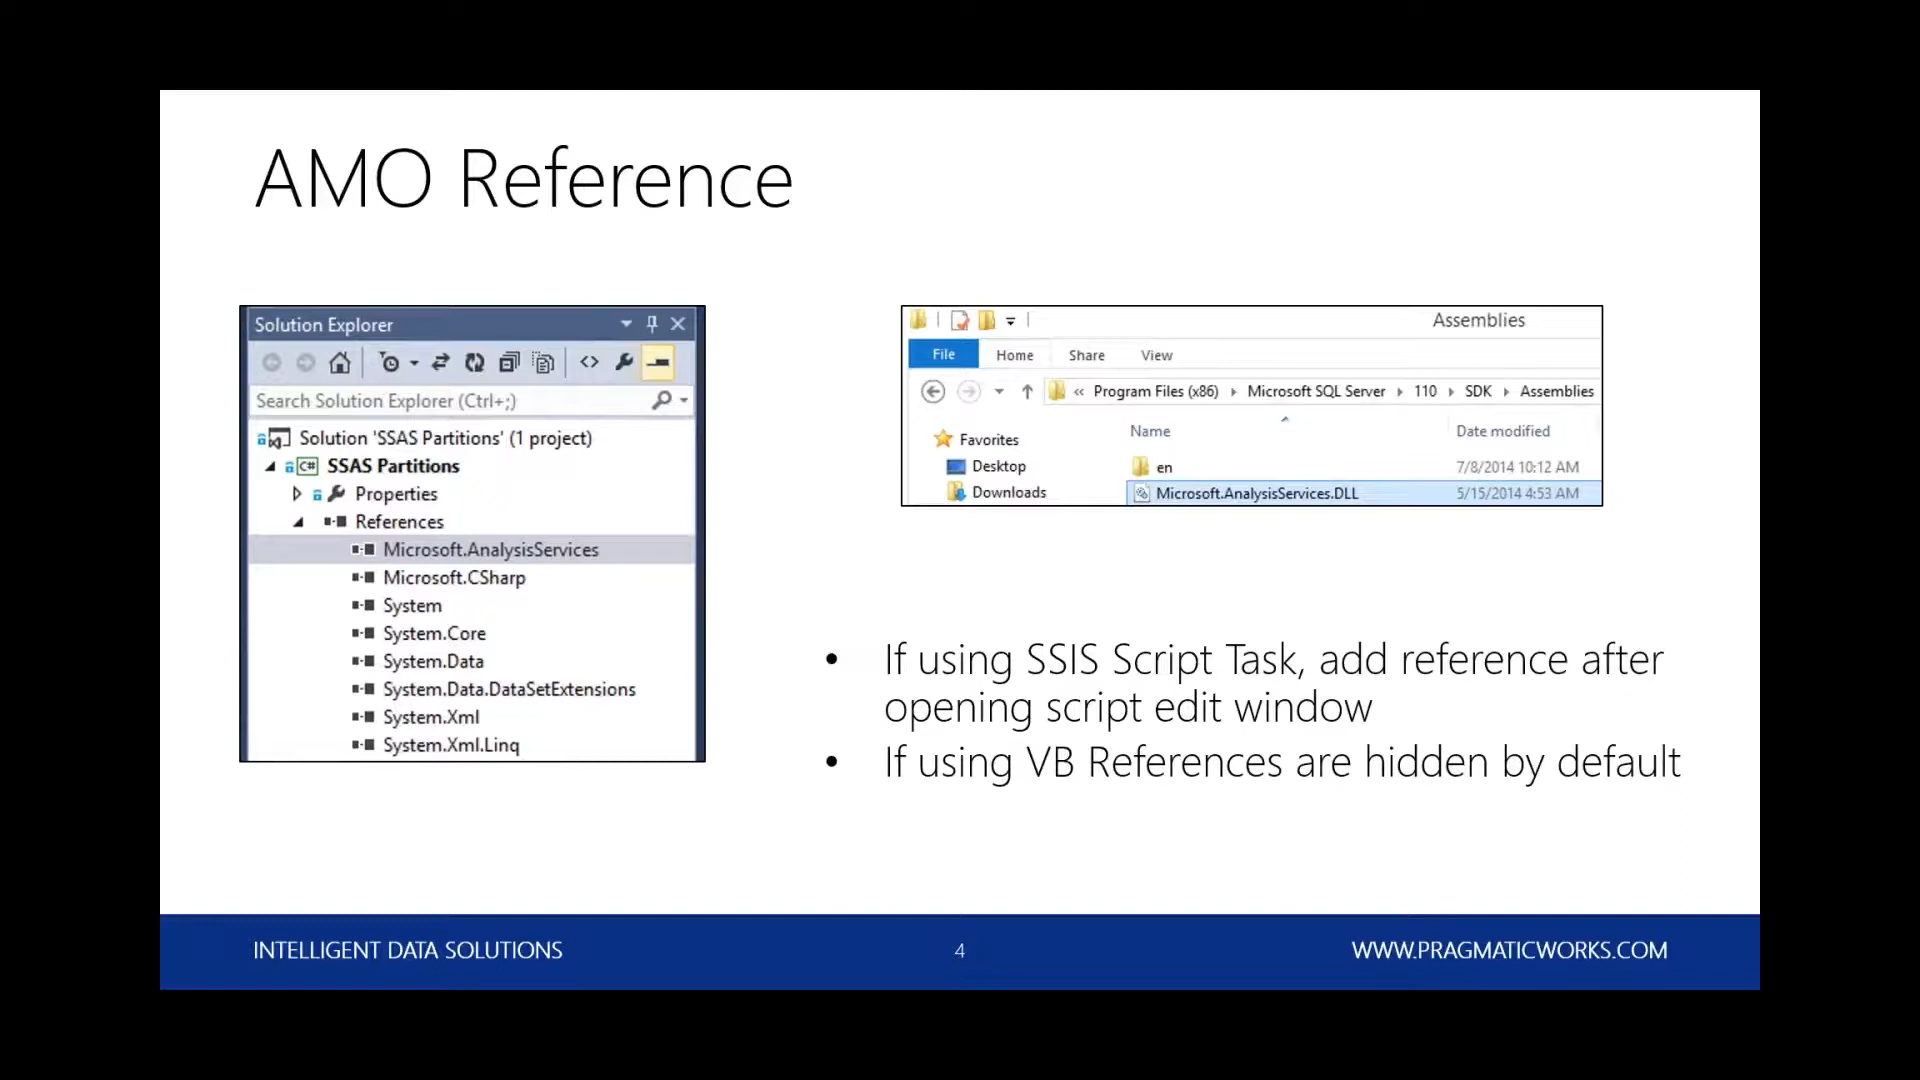 AMO Reference
Solution Explorer
Search Solution Explorer (Ctrl+;)
Solution 'SSAS Partitions' (1 project)
C# SSAS Partitions
Properties
References
Microsoft.AnalysisServices
Microsoft.CSharp
System
System.Core
System.Data
System.Data.DataSetExtensions
System.Xml
System.Xml.Linq
Assemblies
File Home Share View
« Program Files (x86) Microsoft SQL Server 110 SDK Assemblies
Name Date modified
Favorites
Desktop
Downloads
en 7/8/2014 10:12 AM
Microsoft.AnalysisServices.DLL 5/15/2014 4:53 AM
• If using SSIS Script Task, add reference after
opening script edit window
• If using VB References are hidden by default
INTELLIGENT DATA SOLUTIONS
4
WWW.PRAGMATICWORKS.COM